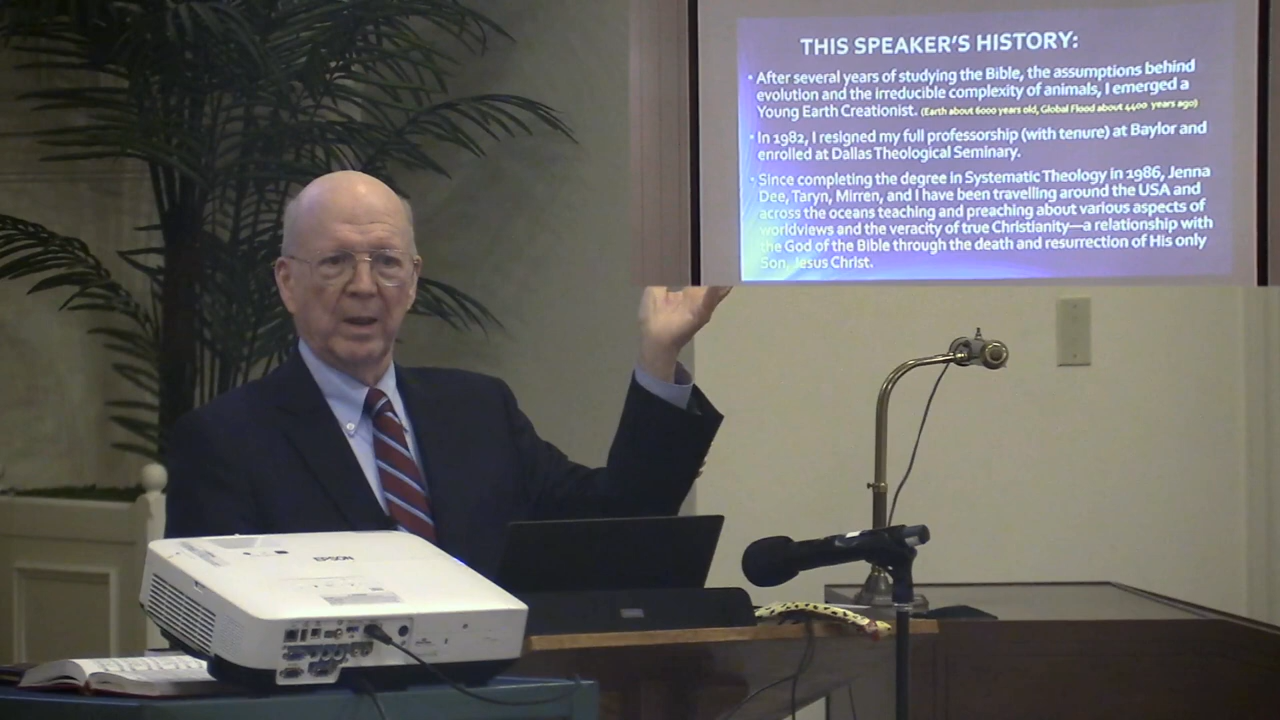 THIS SPEAKER'S HISTORY:
• After several years of studying the Bible, the assumptions behind
evolution and the irreducible complexity of animals, I emerged a
Young Earth Creationist. (Earth about 6000 years old, Global Flood about 4400 years ago)
• In 1982, I resigned my full professorship (with tenure) at Baylor and
enrolled at Dallas Theological Seminary.
• Since completing the degree in Systematic Theology in 1986, Jenna
Dee, Taryn, Mirren, and I have been travelling around the USA and
across the oceans teaching and preaching about various aspects of
worldviews and the veracity of true Christianity—a relationship with
the God of the Bible through the death and resurrection of His only
Son, Jesus Christ.
EPSON